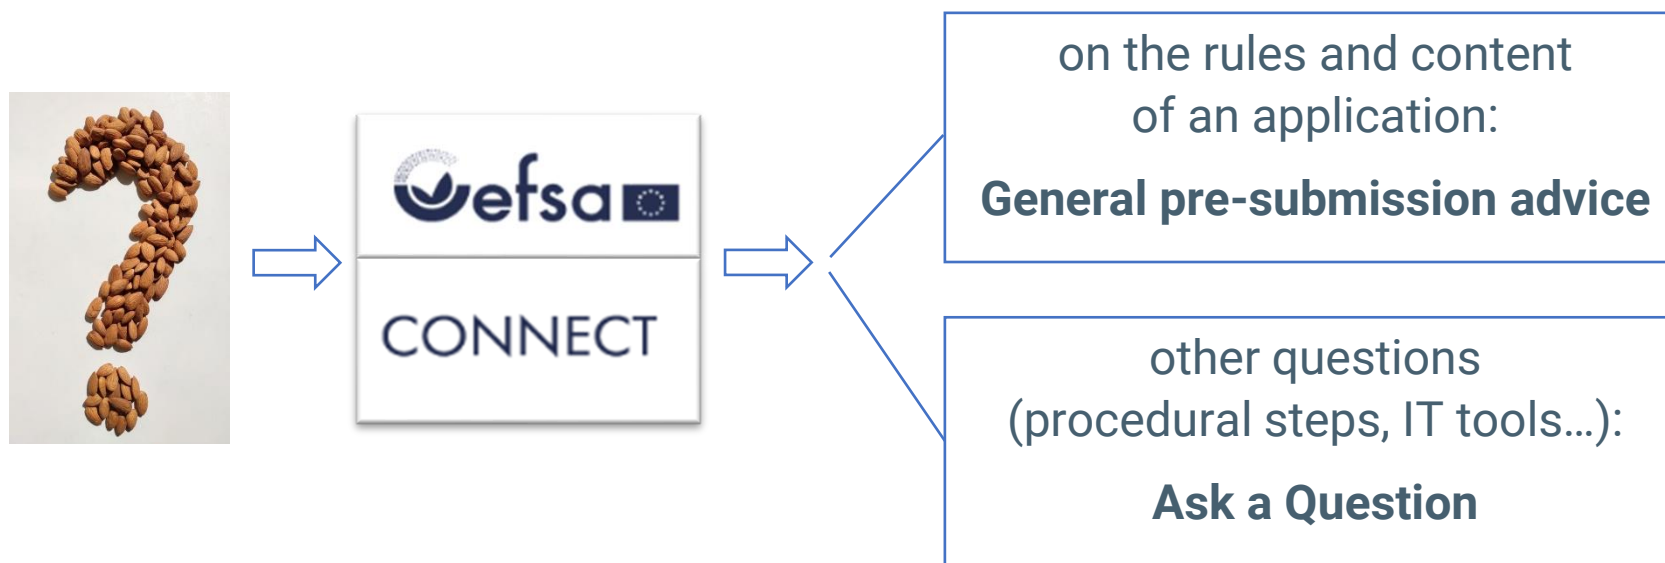 efsa
CONNECT
on the rules and content
of an application:
General pre-submission advice
other questions
(procedural steps, IT tools…):
Ask a Question